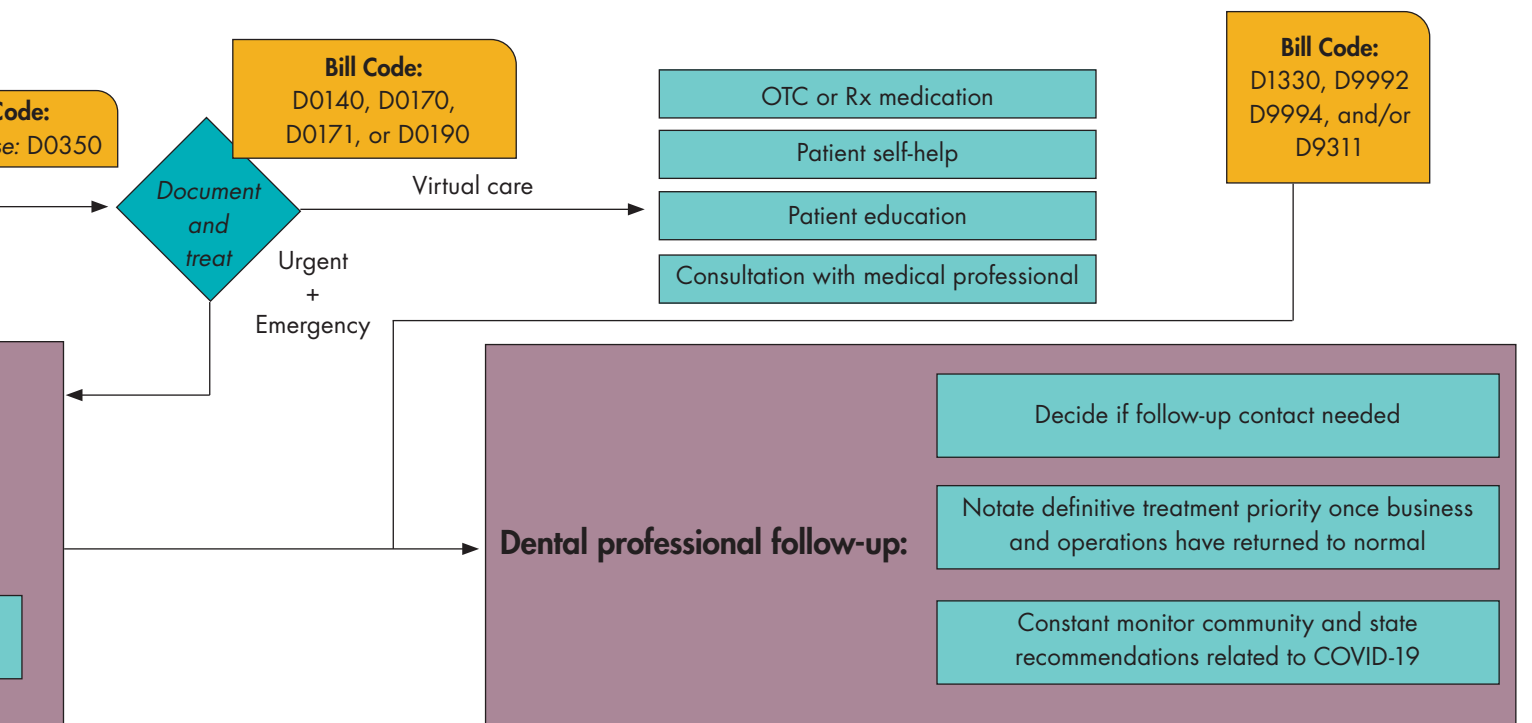 Code:
D0350
Bill Code:
D0140, D0170,
D0171, or D0190
Document
and
treat
Virtual care
Urgent
+
Emergency
OTC or Rx medication
Patient self-help
Patient education
Consultation with medical professional
Bill Code:
D1330, D9992
D9994, and/or
D9311
Dental professional follow-up:
Decide if follow-up contact needed
Notate definitive treatment priority once business
and operations have returned to normal
Constant monitor community and state
recommendations related to COVID-19